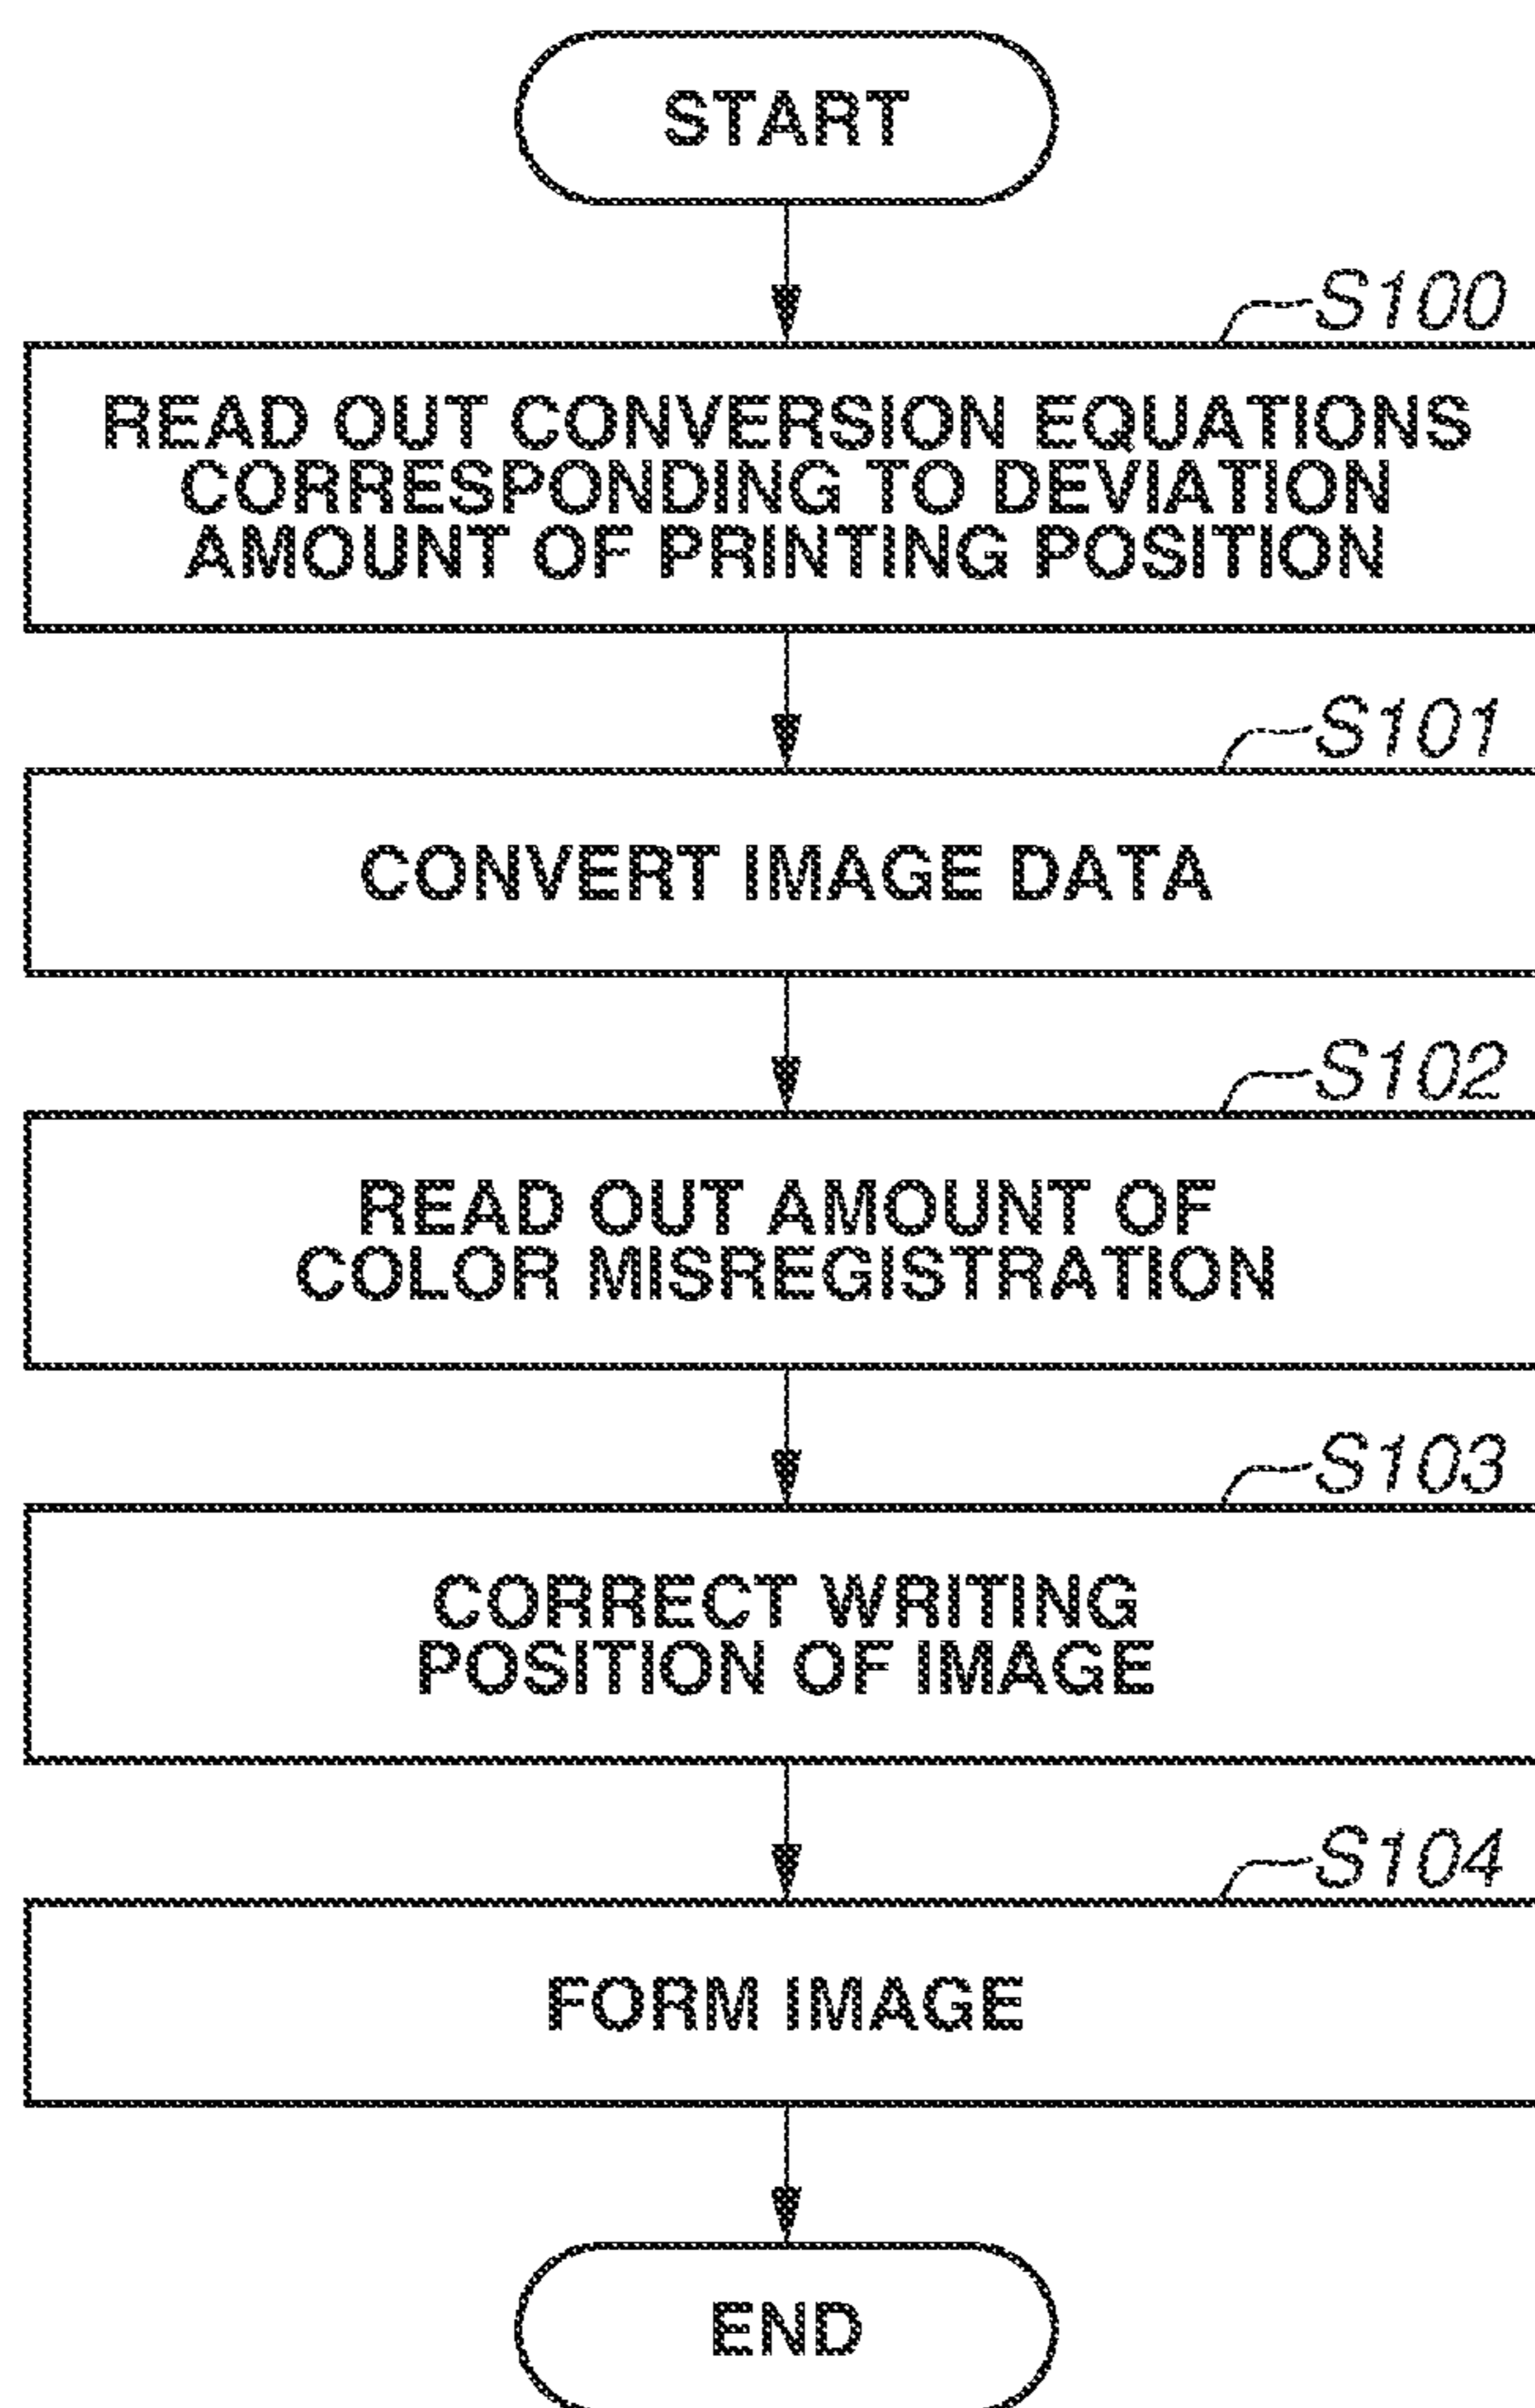 START
S100
READ OUT CONVERSION EQUATIONS
CORRESPONDING TO DEVIATION
AMOUNT OF PRINTING POSITION
S101
CONVERT IMAGE DATA
S102
READ OUT AMOUNT OF
COLOR MISREGISTRATION
S103
CORRECT WRITING
POSITION OF IMAGE
S104
FORM IMAGE
END